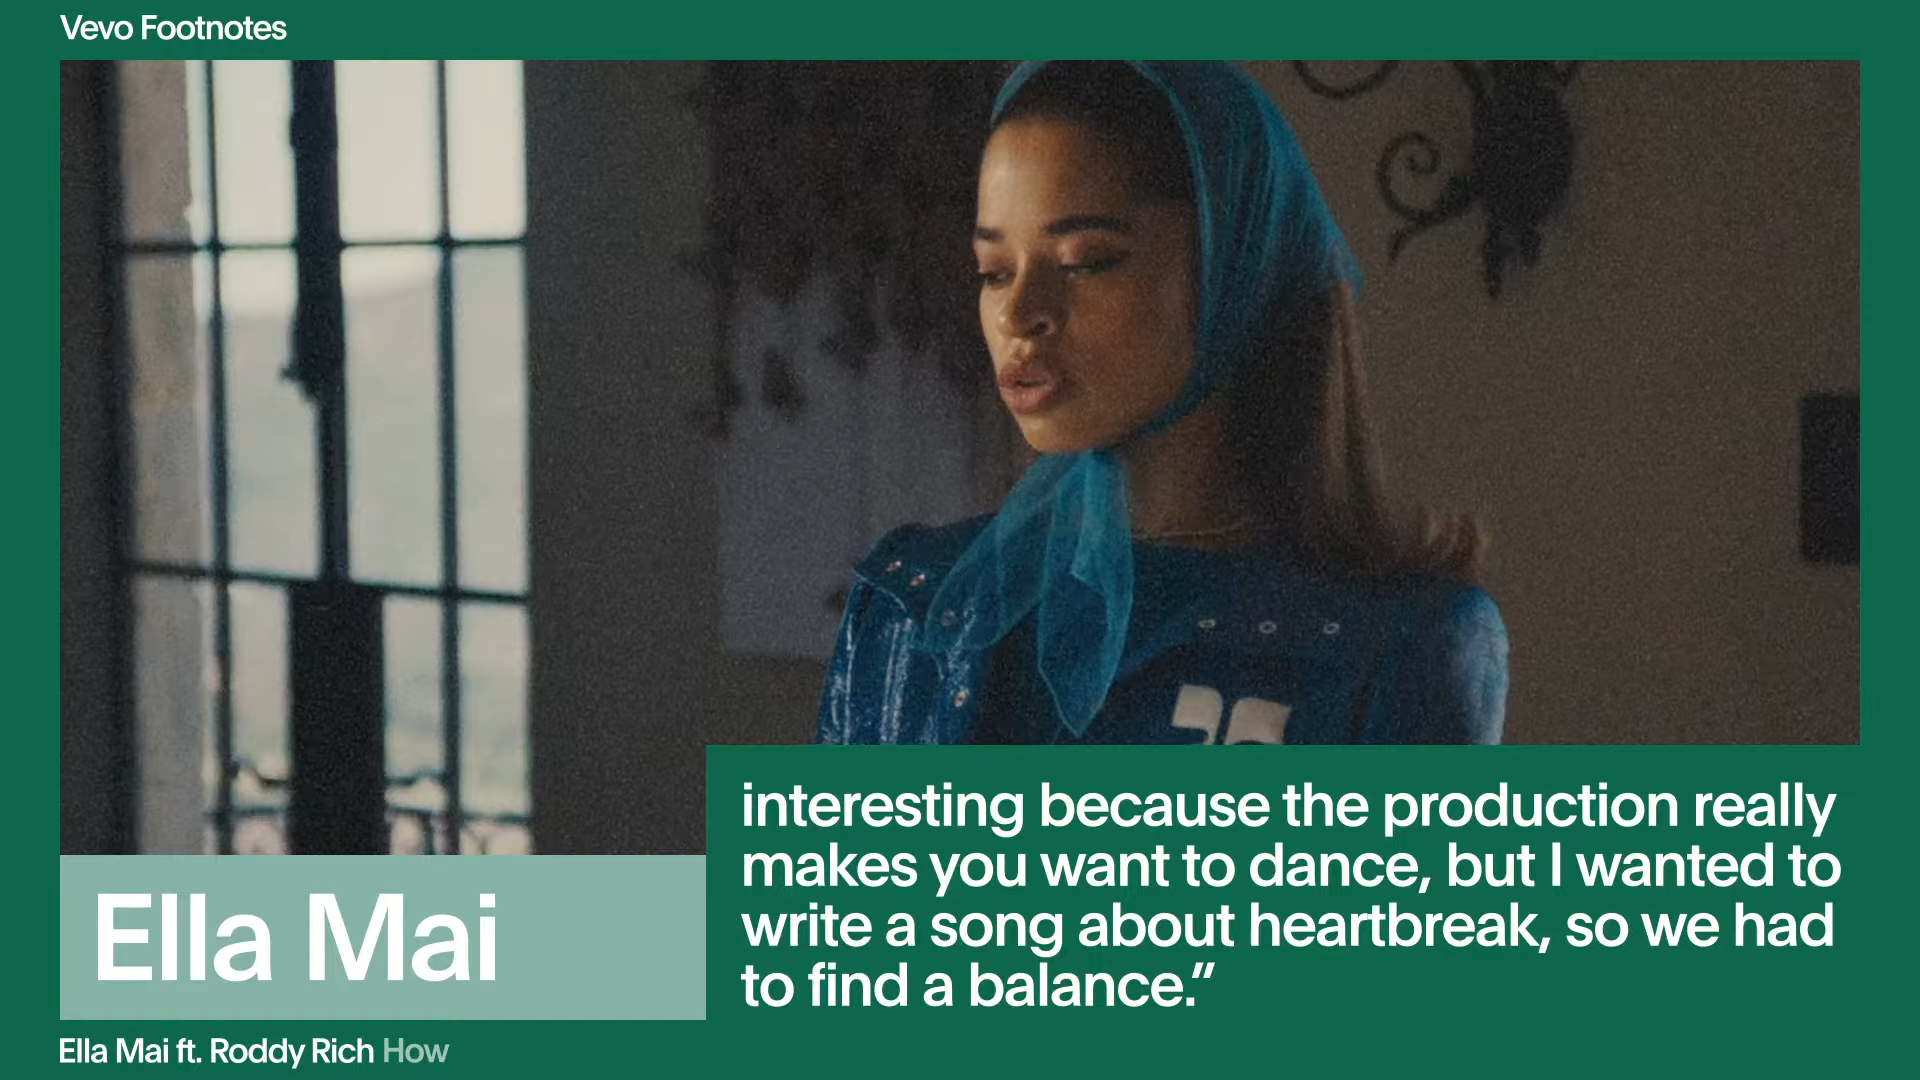 Vevo Footnotes
Ella Mai
interesting because the production really
makes you want to dance, but I wanted to
write a song about heartbreak, so we had
to find a balance.”
Ella Mai ft. Roddy Rich How